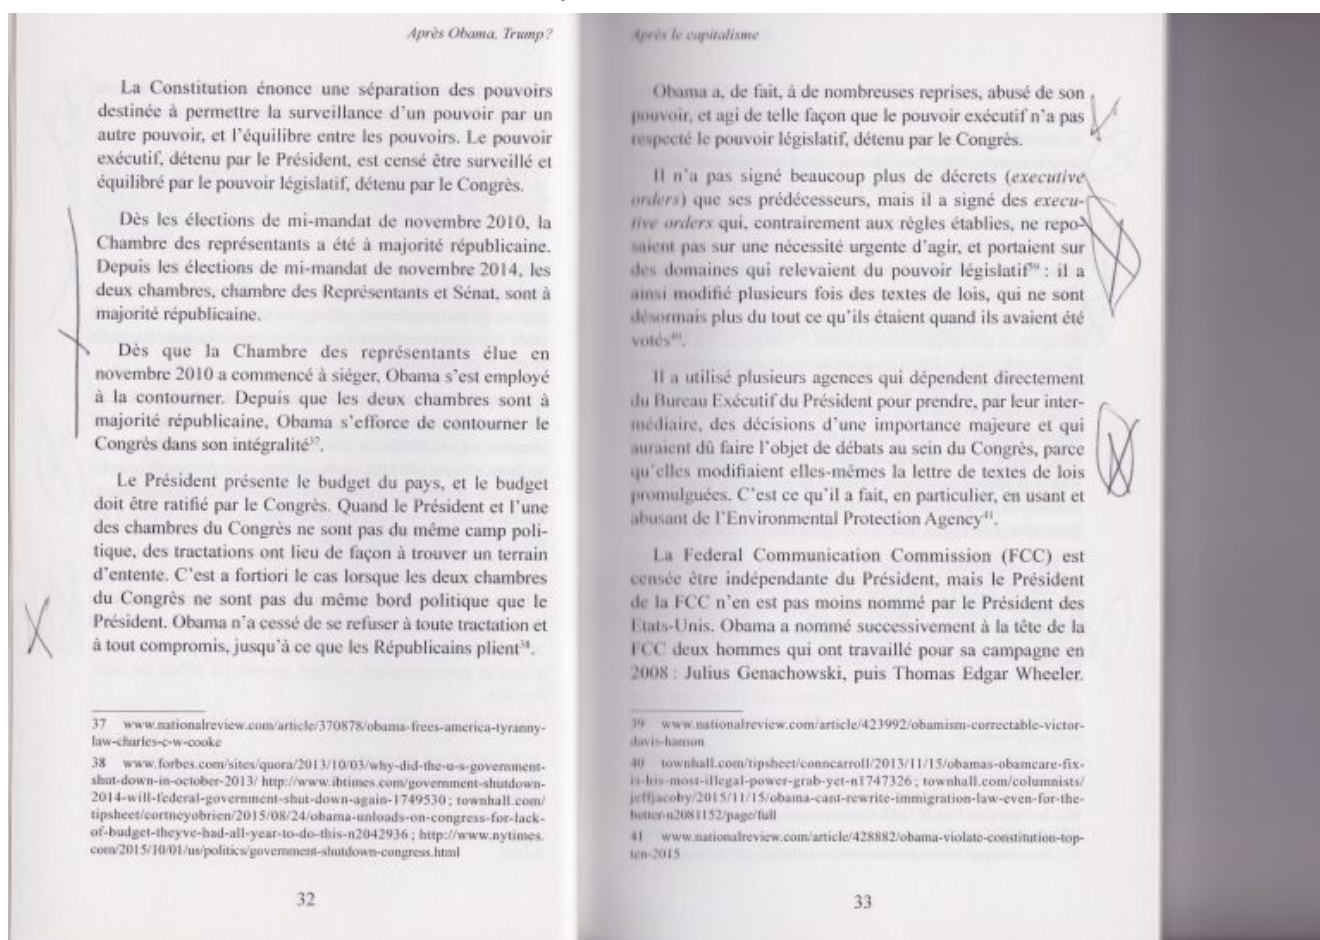 Après Obama, Trump ?
La Constitution énonce une séparation des pouvoirs
destinée à permettre la surveillance d'un pouvoir par un
autre pouvoir, et l'équilibre entre les pouvoirs. Le pouvoir
exécutif, détenu par le Président, est censé être surveillé et
équilibré par le pouvoir législatif, détenu par le Congrès.
Dès les élections de mi-mandat de novembre 2010, la
Chambre des représentants a été à majorité républicaine.
Depuis les élections de mi-mandat de novembre 2014, les
deux chambres, chambre des Représentants et Sénat, sont à
majorité républicaine.
Dès que la Chambre des représentants élue en
novembre 2010 a commencé à siéger, Obama s'est employé
à la contourner. Depuis que les deux chambres sont à
majorité républicaine, Obama s'efforce de contourner le
Congrès dans son intégralité³⁷.
Le Président présente le budget du pays, et le budget
doit être ratifié par le Congrès. Quand le Président et l'une
des chambres du Congrès ne sont pas du même camp poli-
tique, des tractations ont lieu de façon à trouver un terrain
d'entente. C'est a fortiori le cas lorsque les deux chambres
du Congrès ne sont pas du même bord politique que le
Président. Obama n'a cessé de se refuser à toute tractation et
à tout compromis, jusqu'à ce que les Républicains plient³⁸.
37 www.nationalreview.com/article/370878/obama-frees-america-tyranny-
law-charles-c-w-cooke
38 www.forbes.com/sites/quora/2013/10/03/why-did-the-u-s-government-
shut-down-in-october-2013/ http://www.ibtimes.com/government-shutdown-
2014-will-federal-government-shut-down-again-1749530 ; townhall.com/
tipsheet/cortneyobrien/2015/08/24/obama-unloads-on-congress-for-lack-
of-budget-theyve-had-all-year-to-do-this-n2042936 ; http://www.nytimes.
com/2015/10/01/us/politics/government-shutdown-congress.html
32
Après le capitalisme
Obama a, de fait, à de nombreuses reprises, abusé de son
pouvoir, et agi de telle façon que le pouvoir exécutif n'a pas
respecté le pouvoir législatif, détenu par le Congrès.
Il n'a pas signé beaucoup plus de décrets (executive
orders) que ses prédécesseurs, mais il a signé des execu-
tive orders qui, contrairement aux règles établies, ne repo-
saient pas sur une nécessité urgente d'agir, et portaient sur
des domaines qui relevaient du pouvoir législatif³⁹ : il a
ainsi modifié plusieurs fois des textes de lois, qui ne sont
désormais plus du tout ce qu'ils étaient quand ils avaient été
votés⁴⁰.
Il a utilisé plusieurs agences qui dépendent directement
du Bureau Exécutif du Président pour prendre, par leur inter-
médiaire, des décisions d'une importance majeure et qui
auraient dû faire l'objet de débats au sein du Congrès, parce
qu'elles modifiaient elles-mêmes la lettre de textes de lois
promulguées. C'est ce qu'il a fait, en particulier, en usant et
abusant de l'Environmental Protection Agency⁴¹.
La Federal Communication Commission (FCC) est
censée être indépendante du Président, mais le Président
de la FCC n'en est pas moins nommé par le Président des
Etats-Unis. Obama a nommé successivement à la tête de la
FCC deux hommes qui ont travaillé pour sa campagne en
2008 : Julius Genachowski, puis Thomas Edgar Wheeler.
39 www.nationalreview.com/article/423992/obamism-correctable-victor-
davis-hanson
40 townhall.com/tipsheet/conncarroll/2013/11/15/obamas-obamcare-fix-
is-his-most-illegal-power-grab-yet-n1747326 ; townhall.com/columnists/
jeffjacoby/2015/11/15/obama-cant-rewrite-immigration-law-even-for-the-
better-n2081152/page/full
41 www.nationalreview.com/article/428882/obama-violate-constitution-top-
ten-2015
33